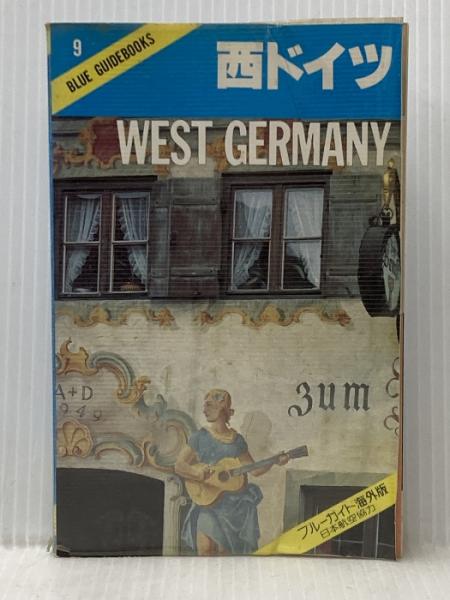 9
BLUE GUIDEBOOKS
西ドイツ
WEST GERMANY
A+D
1949
zum
ブルーガイド海外版
日本航空協力